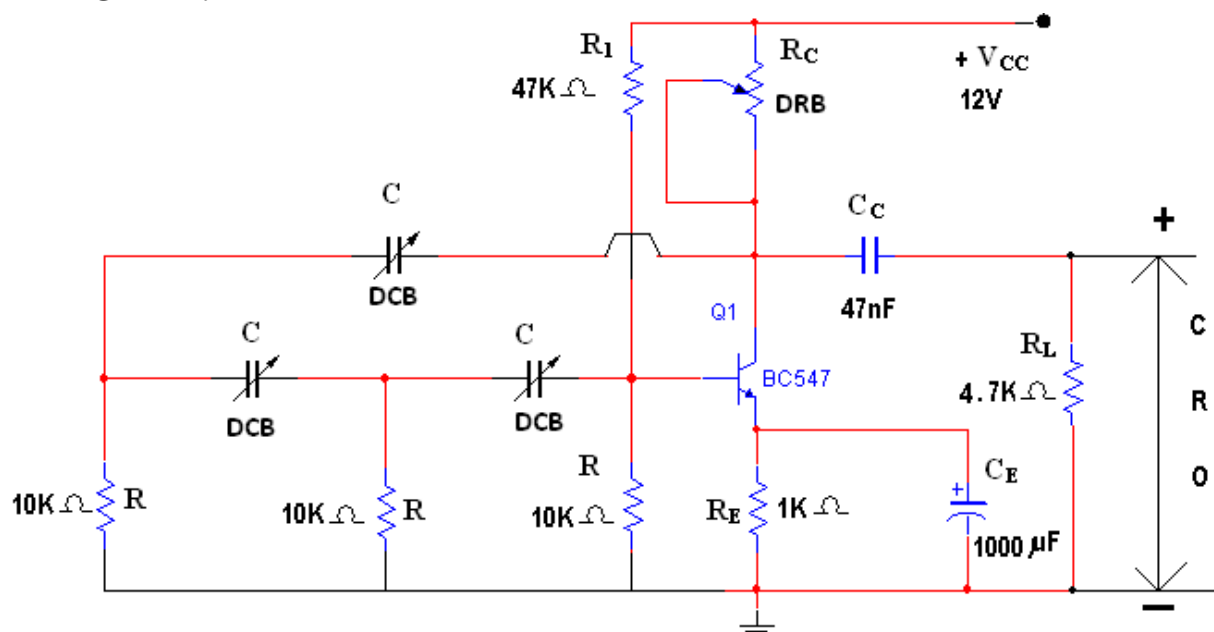 R1
47K Ω
RC
DRB
+ VCC
12V
C
DCB
CC
47nF
+
C
DCB
C
DCB
Q1
BC547
RL
4.7K Ω
C
R
O
10K Ω
R
10K Ω
R
R
10K Ω
RE
1K Ω
+
CE
1000 µF
−